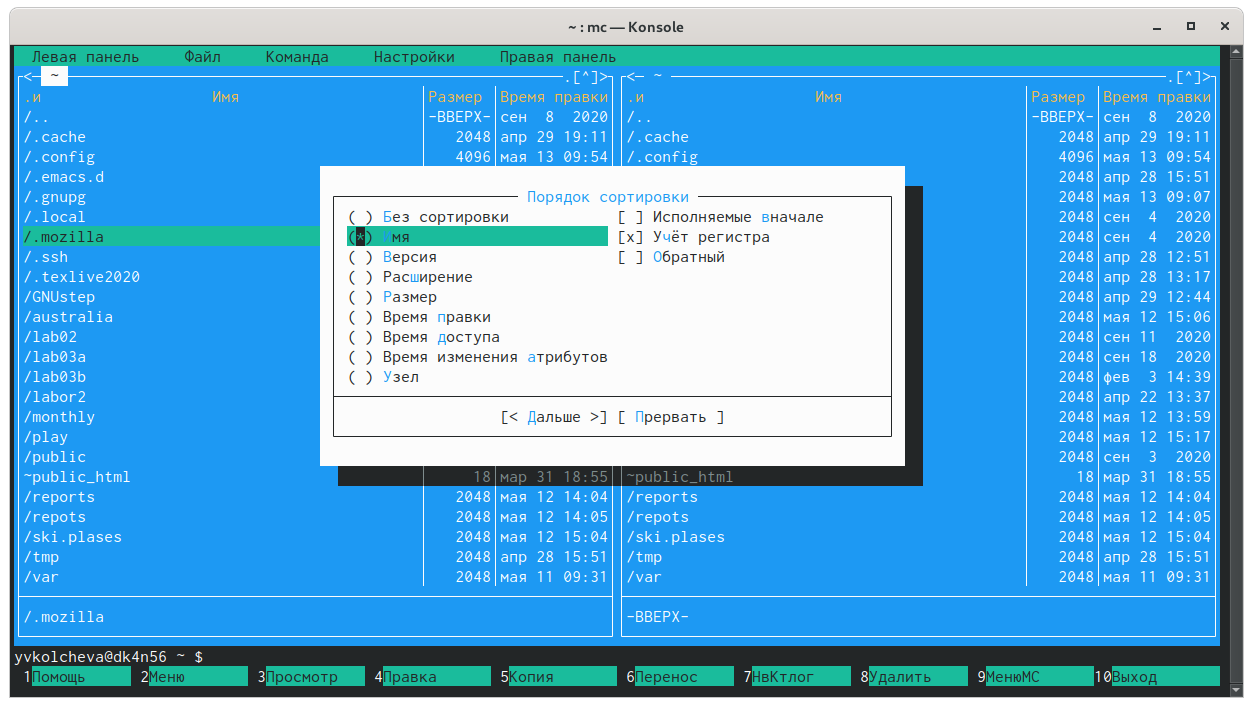 ~ : mc — Konsole
Левая панель Файл Команда Настройки Правая панель
<— ~ .[^]> <— ~ .[^]>
.и Имя Размер Время правки .и Имя Размер Время правки
/.. -ВВЕРХ- сен 8 2020 /.. -ВВЕРХ- сен 8 2020
/.cache 2048 апр 29 19:11 /.cache 2048 апр 29 19:11
/.config 4096 мая 13 09:54 /.config 4096 мая 13 09:54
/.emacs.d 2048 апр 28 15:51
/.gnupg Порядок сортировки 2048 мая 13 09:07
/.local ( ) Без сортировки [ ] Исполняемые вначале 2048 сен 4 2020
/.mozilla (*) Имя [x] Учёт регистра 2048 сен 4 2020
/.ssh ( ) Версия [ ] Обратный 2048 апр 28 12:51
/.texlive2020 ( ) Расширение 2048 апр 28 13:17
/GNUstep ( ) Размер 2048 апр 29 12:44
/australia ( ) Время правки 2048 мая 12 15:06
/lab02 ( ) Время доступа 2048 сен 11 2020
/lab03a ( ) Время изменения атрибутов 2048 сен 18 2020
/lab03b ( ) Узел 2048 фев 3 14:39
/labor2 2048 апр 22 13:37
/monthly [< Дальше >] [ Прервать ] 2048 мая 12 13:59
/play 2048 мая 12 15:17
/public 2048 сен 3 2020
~public_html 18 мар 31 18:55 ~public_html 18 мар 31 18:55
/reports 2048 мая 12 14:04 /reports 2048 мая 12 14:04
/repots 2048 мая 12 14:05 /repots 2048 мая 12 14:05
/ski.plases 2048 мая 12 15:04 /ski.plases 2048 мая 12 15:04
/tmp 2048 апр 28 15:51 /tmp 2048 апр 28 15:51
/var 2048 мая 11 09:31 /var 2048 мая 11 09:31
/.mozilla -ВВЕРХ-
yvkolcheva@dk4n56 ~ $
1Помощь 2Меню 3Просмотр 4Правка 5Копия 6Перенос 7НвКтлог 8Удалить 9МенюМС 10Выход